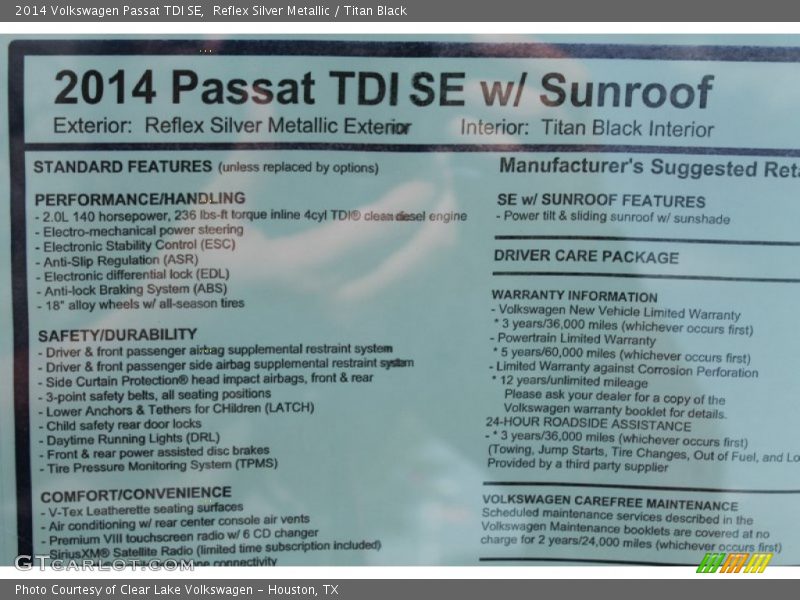 2014 Volkswagen Passat TDI SE, Reflex Silver Metallic / Titan Black
2014 Passat TDI SE w/ Sunroof
Exterior: Reflex Silver Metallic Exterior Interior: Titan Black Interior
STANDARD FEATURES (unless replaced by options)
PERFORMANCE/HANDLING
- 2.0L 140 horsepower, 236 lbs-ft torque inline 4cyl TDI® clean diesel engine
- Electro-mechanical power steering
- Electronic Stability Control (ESC)
- Anti-Slip Regulation (ASR)
- Electronic differential lock (EDL)
- Anti-lock Braking System (ABS)
- 18" alloy wheels w/ all-season tires
SAFETY/DURABILITY
- Driver & front passenger airbag supplemental restraint system
- Driver & front passenger side airbag supplemental restraint system
- Side Curtain Protection® head impact airbags, front & rear
- 3-point safety belts, all seating positions
- Lower Anchors & Tethers for CHildren (LATCH)
- Child safety rear door locks
- Daytime Running Lights (DRL)
- Front & rear power assisted disc brakes
- Tire Pressure Monitoring System (TPMS)
COMFORT/CONVENIENCE
- V-Tex Leatherette seating surfaces
- Air conditioning w/ rear center console air vents
- Premium VIII touchscreen radio w/ 6 CD changer
- SiriusXM® Satellite Radio (limited time subscription included)
connectivity
Manufacturer's Suggested Reta
SE w/ SUNROOF FEATURES
- Power tilt & sliding sunroof w/ sunshade
DRIVER CARE PACKAGE
WARRANTY INFORMATION
- Volkswagen New Vehicle Limited Warranty
* 3 years/36,000 miles (whichever occurs first)
- Powertrain Limited Warranty
* 5 years/60,000 miles (whichever occurs first)
- Limited Warranty against Corrosion Perforation
* 12 years/unlimited mileage
Please ask your dealer for a copy of the
Volkswagen warranty booklet for details.
24-HOUR ROADSIDE ASSISTANCE
- * 3 years/36,000 miles (whichever occurs first)
(Towing, Jump Starts, Tire Changes, Out of Fuel, and Lo
Provided by a third party supplier
VOLKSWAGEN CAREFREE MAINTENANCE
Scheduled maintenance services described in the
Volkswagen Maintenance booklets are covered at no
charge for 2 years/24,000 miles (whichever occurs first)
GTcarlot.com
Photo Courtesy of Clear Lake Volkswagen - Houston, TX